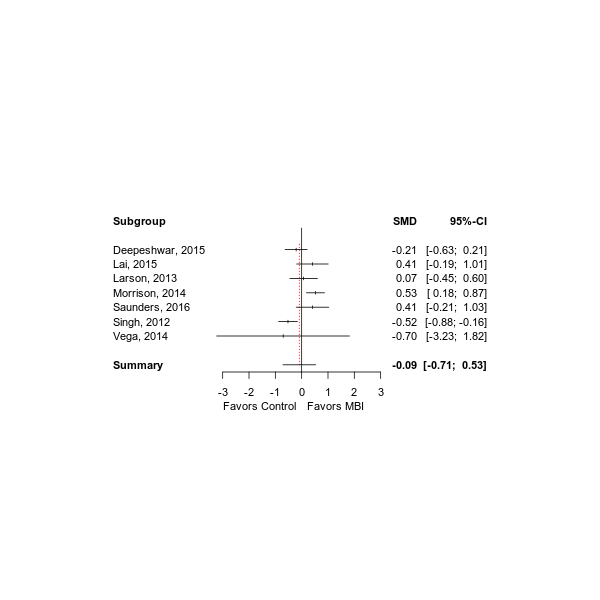 Subgroup SMD 95%-CI
Deepeshwar, 2015 -0.21 [-0.63; 0.21]
Lai, 2015 0.41 [-0.19; 1.01]
Larson, 2013 0.07 [-0.45; 0.60]
Morrison, 2014 0.53 [ 0.18; 0.87]
Saunders, 2016 0.41 [-0.21; 1.03]
Singh, 2012 -0.52 [-0.88; -0.16]
Vega, 2014 -0.70 [-3.23; 1.82]
Summary -0.09 [-0.71; 0.53]
-3 -2 -1 0 1 2 3
Favors Control Favors MBI